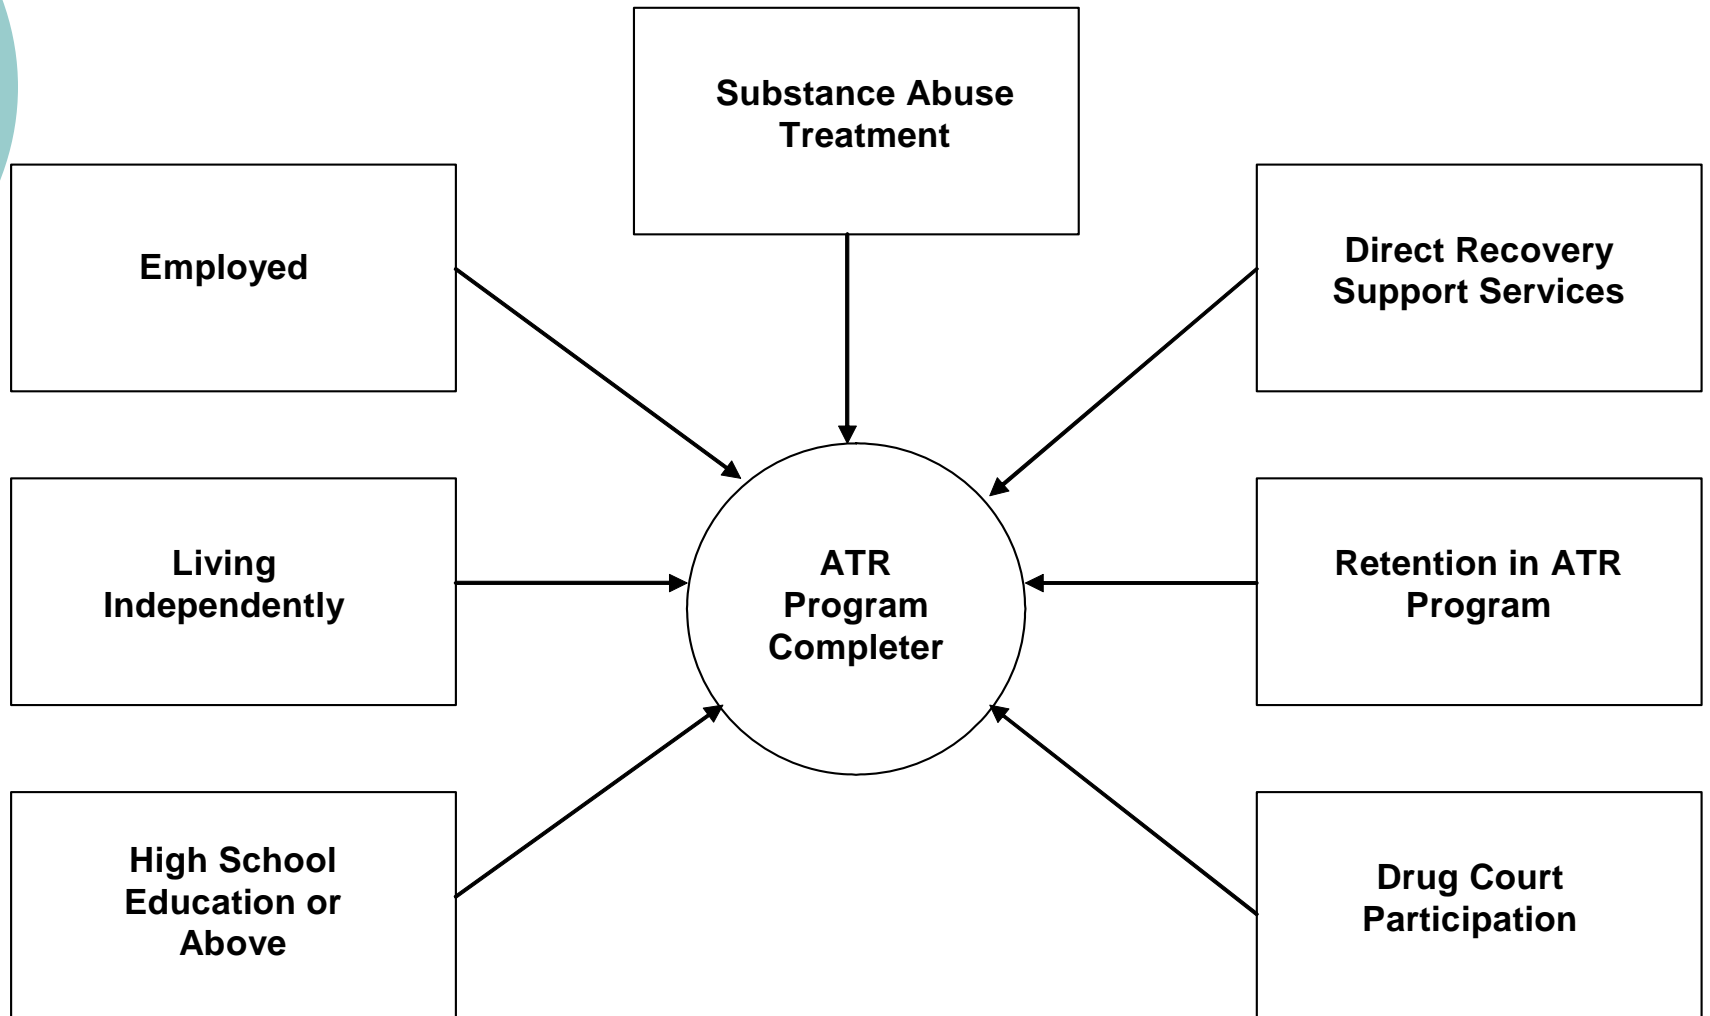 Substance Abuse
Treatment
Employed
Direct Recovery
Support Services
Living
Independently
ATR
Program
Completer
Retention in ATR
Program
High School
Education or
Above
Drug Court
Participation